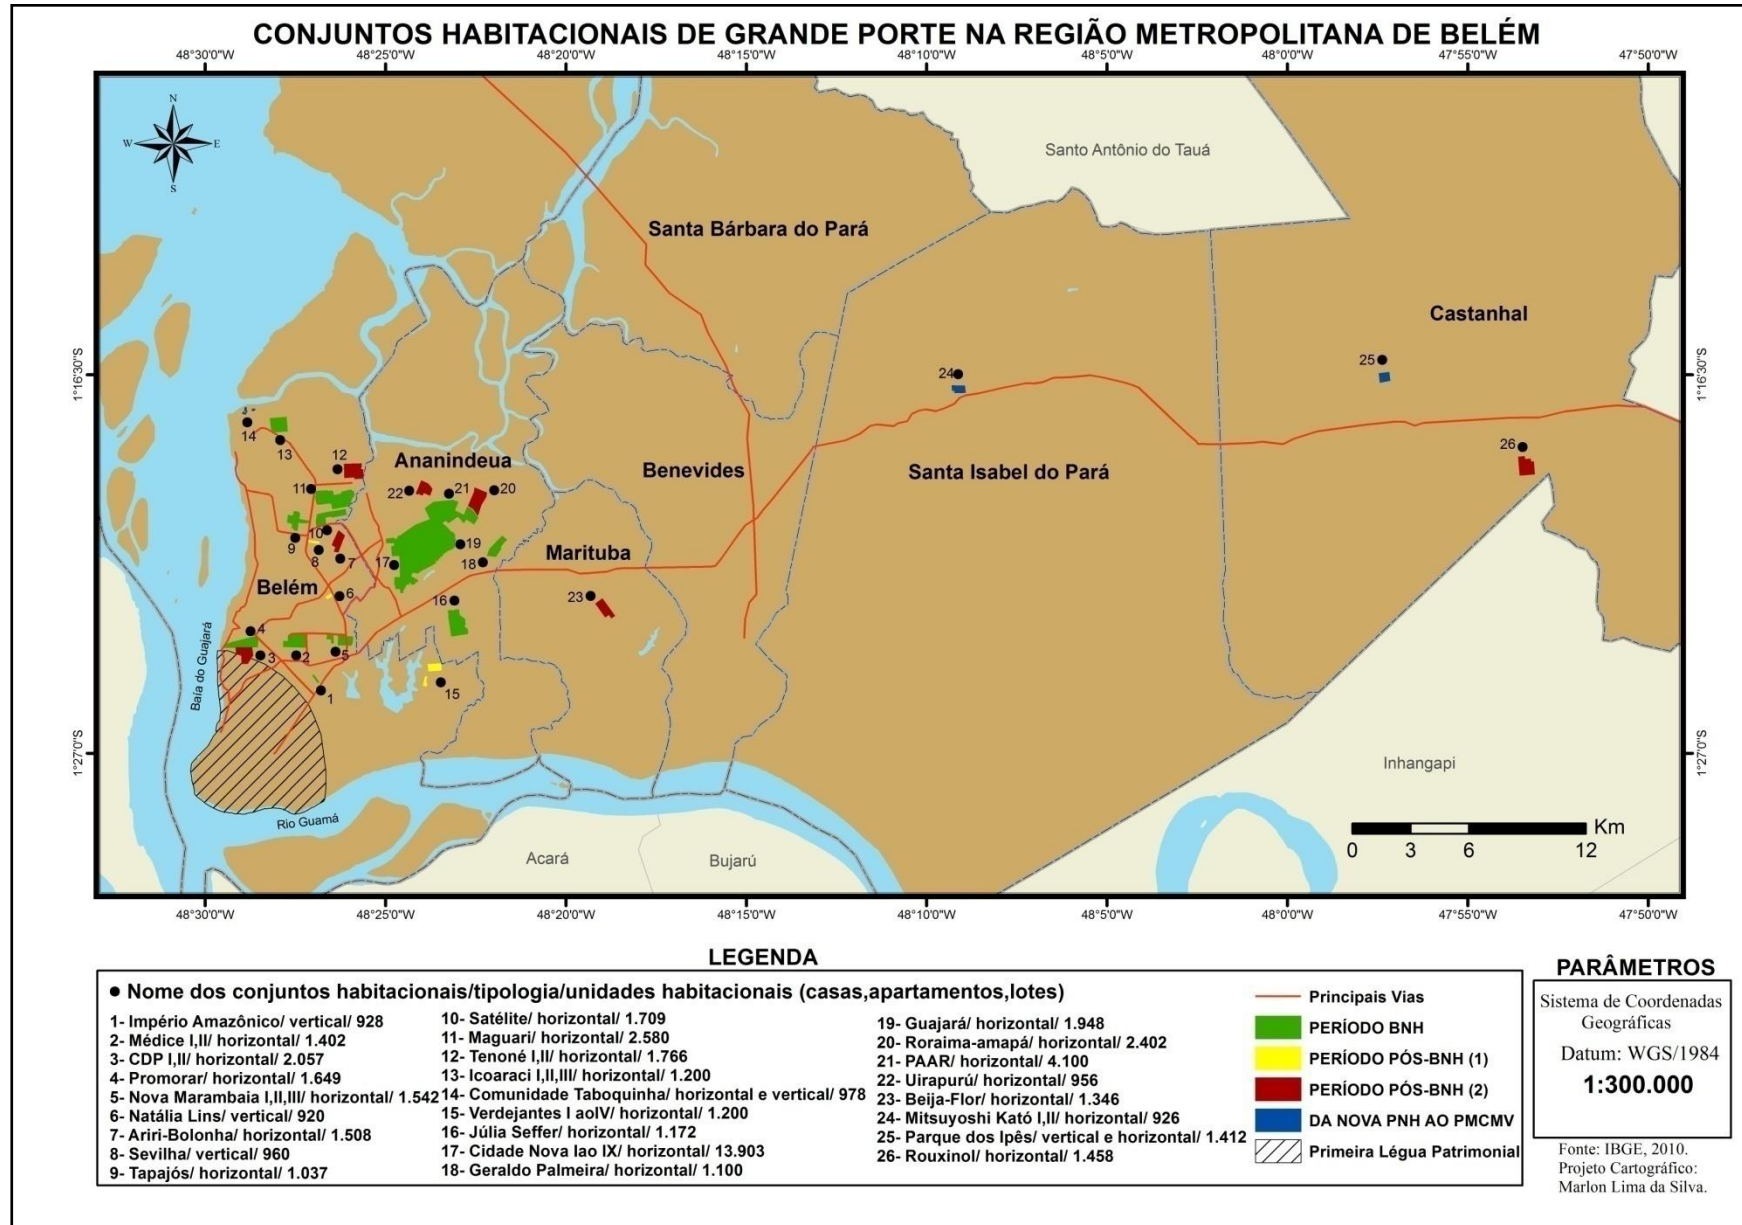 CONJUNTOS HABITACIONAIS DE GRANDE PORTE NA REGIÃO METROPOLITANA DE BELÉM
48°30'0"W 48°25'0"W 48°20'0"W 48°15'0"W 48°10'0"W 48°5'0"W 48°0'0"W 47°55'0"W 47°50'0"W
N
W E
S
Santo Antônio do Tauá
Santa Bárbara do Pará
Castanhal
25
24
1°16'30"S 1°16'30"S
14
13
26
12
Ananindeua
Benevides
Santa Isabel do Pará
11
22 21 20
10
9
8
7
19
18
17
Marituba
Belém
6
16
23
4
3 2 5
15
1
Baía do Guajará
1°27'0"S 1°27'0"S
Inhangapi
Rio Guamá
Km
0 3 6 12
Acará
Bujarú
48°30'0"W 48°25'0"W 48°20'0"W 48°15'0"W 48°10'0"W 48°5'0"W 48°0'0"W 47°55'0"W 47°50'0"W
LEGENDA
● Nome dos conjuntos habitacionais/tipologia/unidades habitacionais (casas,apartamentos,lotes)
1- Império Amazônico/ vertical/ 928
2- Médice I,II/ horizontal/ 1.402
3- CDP I,II/ horizontal/ 2.057
4- Promorar/ horizontal/ 1.649
5- Nova Marambaia I,II,III/ horizontal/ 1.542
6- Natália Lins/ vertical/ 920
7- Ariri-Bolonha/ horizontal/ 1.508
8- Sevilha/ vertical/ 960
9- Tapajós/ horizontal/ 1.037
10- Satélite/ horizontal/ 1.709
11- Maguari/ horizontal/ 2.580
12- Tenoné I,II/ horizontal/ 1.766
13- Icoaraci I,II,III/ horizontal/ 1.200
14- Comunidade Taboquinha/ horizontal e vertical/ 978
15- Verdejantes I aoIV/ horizontal/ 1.200
16- Júlia Seffer/ horizontal/ 1.172
17- Cidade Nova Iao IX/ horizontal/ 13.903
18- Geraldo Palmeira/ horizontal/ 1.100
19- Guajará/ horizontal/ 1.948
20- Roraima-amapá/ horizontal/ 2.402
21- PAAR/ horizontal/ 4.100
22- Uirapurú/ horizontal/ 956
23- Beija-Flor/ horizontal/ 1.346
24- Mitsuyoshi Kató I,II/ horizontal/ 926
25- Parque dos Ipês/ vertical e horizontal/ 1.412
26- Rouxinol/ horizontal/ 1.458
Principais Vias
PERÍODO BNH
PERÍODO PÓS-BNH (1)
PERÍODO PÓS-BNH (2)
DA NOVA PNH AO PMCMV
Primeira Légua Patrimonial
PARÂMETROS
Sistema de Coordenadas
Geográficas
Datum: WGS/1984
1:300.000
Fonte: IBGE, 2010.
Projeto Cartográfico:
Marlon Lima da Silva.